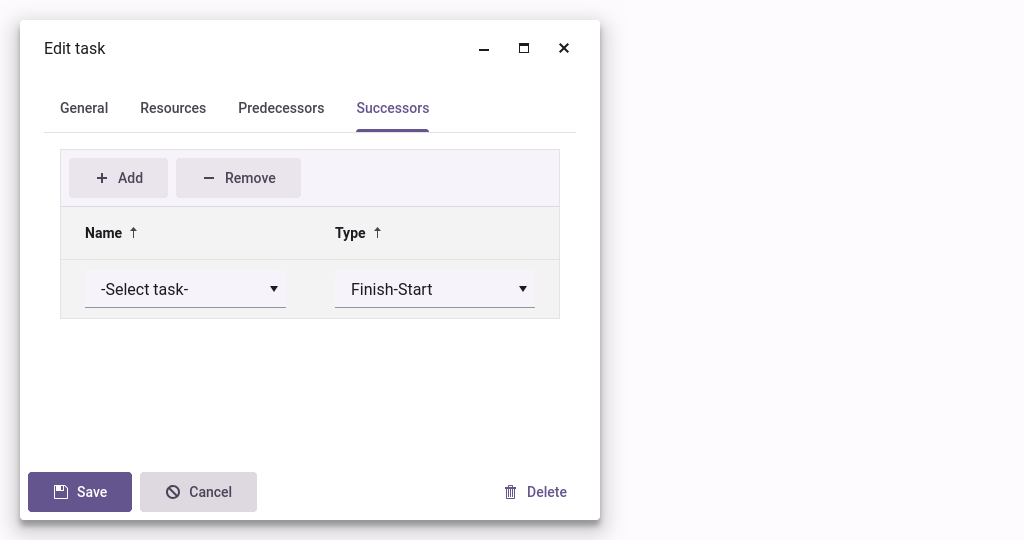 Edit task
General Resources Predecessors Successors
Add Remove
Name Type
-Select task- Finish-Start
Save Cancel Delete